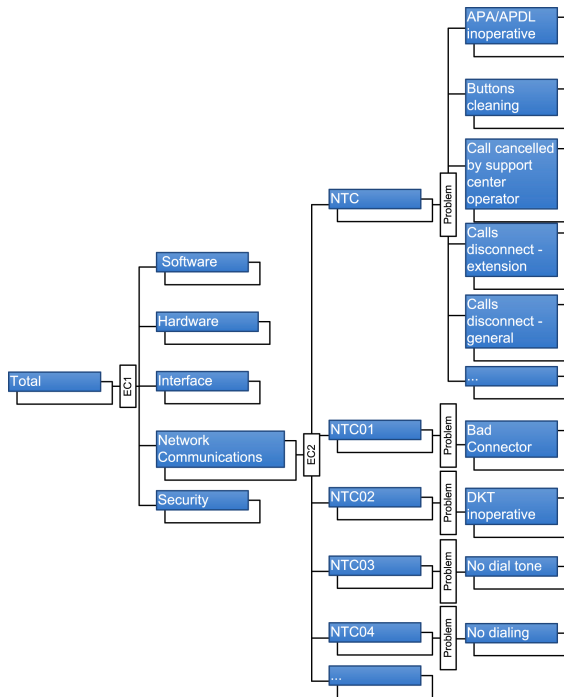 Total
EC1
Software
Hardware
Interface
Network
Communications
Security
EC2
NTC
NTC01
NTC02
NTC03
NTC04
...
Problem
Problem
Problem
Problem
Problem
APA/APDL
inoperative
Buttons
cleaning
Call cancelled
by support
center
operator
Calls
disconnect -
extension
Calls
disconnect -
general
...
Bad
Connector
DKT
inoperative
No dial tone
No dialing